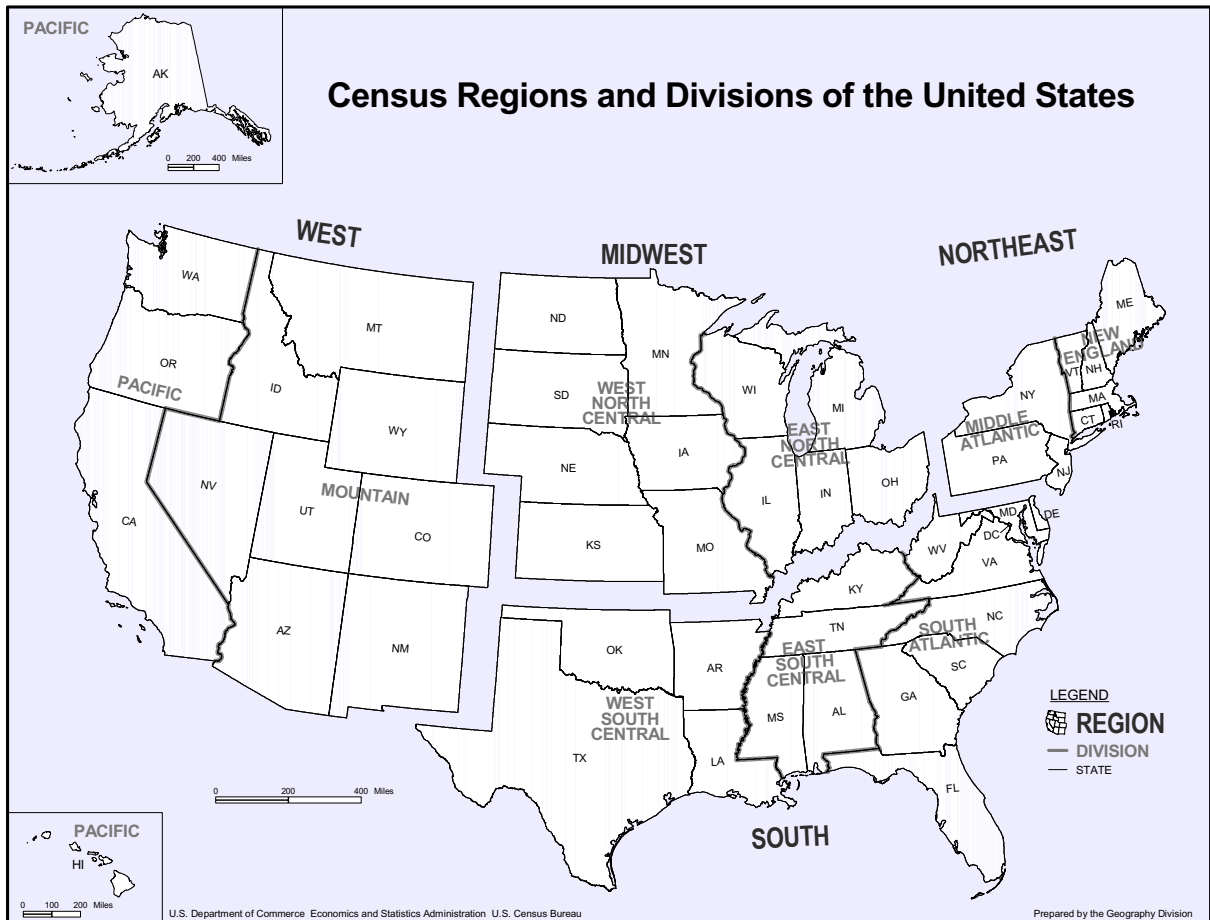 PACIFIC
AK
0 200 400 Miles
Census Regions and Divisions of the United States
WEST
MIDWEST
NORTHEAST
WA
MT
OR
ID
PACIFIC
WY
NV
UT
MOUNTAIN
CO
CA
AZ
NM
ND
MN
SD
WEST
NORTH
CENTRAL
NE
IA
KS
MO
WI
MI
EAST
NORTH
CENTRAL
IL
IN
OH
ME
NEW
ENGLAND
VT
NH
NY
MA
CT
RI
MIDDLE
ATLANTIC
PA
NJ
MD
DE
DC
WV
VA
KY
TN
NC
SOUTH
ATLANTIC
SC
EAST
SOUTH
CENTRAL
MS
AL
GA
FL
OK
AR
WEST
SOUTH
CENTRAL
TX
LA
SOUTH
LEGEND
REGION
DIVISION
STATE
0 200 400 Miles
PACIFIC
HI
0 100 200 Miles
U.S. Department of Commerce Economics and Statistics Administration U.S. Census Bureau
Prepared by the Geography Division